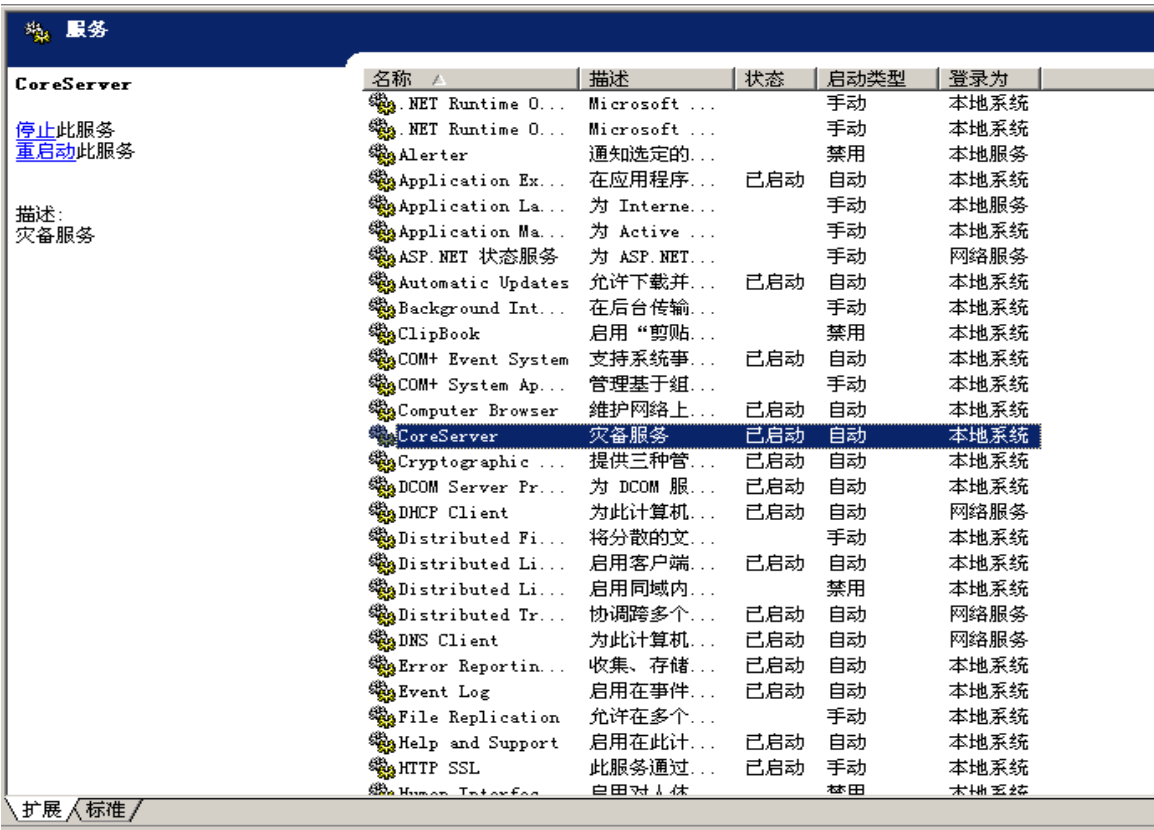 服务
CoreServer
停止此服务
重启动此服务
描述:
灾备服务
名称 描述 状态 启动类型 登录为
.NET Runtime O... Microsoft ... 手动 本地系统
.NET Runtime O... Microsoft ... 手动 本地系统
Alerter 通知选定的... 禁用 本地服务
Application Ex... 在应用程序... 已启动 自动 本地系统
Application La... 为 Interne... 手动 本地服务
Application Ma... 为 Active ... 手动 本地系统
ASP.NET 状态服务 为 ASP.NET... 手动 网络服务
Automatic Updates 允许下载并... 已启动 自动 本地系统
Background Int... 在后台传输... 手动 本地系统
ClipBook 启用“剪贴... 禁用 本地系统
COM+ Event System 支持系统事... 已启动 自动 本地系统
COM+ System Ap... 管理基于组... 手动 本地系统
Computer Browser 维护网络上... 已启动 自动 本地系统
CoreServer 灾备服务 已启动 自动 本地系统
Cryptographic ... 提供三种管... 已启动 自动 本地系统
DCOM Server Pr... 为 DCOM 服... 已启动 自动 本地系统
DHCP Client 为此计算机... 已启动 自动 网络服务
Distributed Fi... 将分散的文... 手动 本地系统
Distributed Li... 启用客户端... 已启动 自动 本地系统
Distributed Li... 启用同域内... 禁用 本地系统
Distributed Tr... 协调跨多个... 已启动 自动 网络服务
DNS Client 为此计算机... 已启动 自动 网络服务
Error Reportin... 收集、存储... 已启动 自动 本地系统
Event Log 启用在事件... 已启动 自动 本地系统
File Replication 允许在多个... 手动 本地系统
Help and Support 启用在此计... 已启动 自动 本地系统
HTTP SSL 此服务通过... 已启动 手动 本地系统
Human Interfac... 启用对人体... 禁用 本地系统
扩展 标准